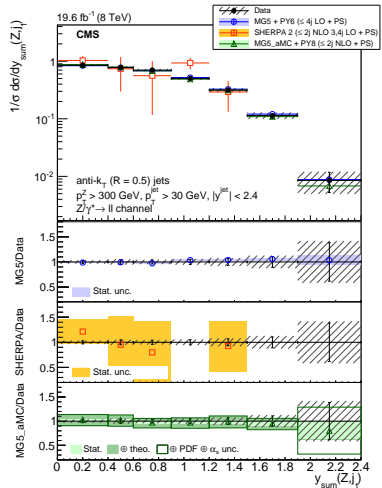 19.6 fb⁻¹ (8 TeV)
Data
MG5 + PY6 (≤ 4j LO + PS)
SHERPA 2 (≤ 2j NLO 3,4j LO + PS)
MG5_aMC + PY8 (≤ 2j NLO + PS)
CMS
1/σ dσ/dy_sum(Z,j₁)
1
10⁻¹
10⁻²
anti-k_T (R = 0.5) jets
p_T^Z > 300 GeV, p_T^jet > 30 GeV, |y^jet| < 2.4
Z/γ*→ ll channel
MG5/Data
1.5
1
0.5
Stat. unc.
SHERPA/Data
1.5
1
0.5
Stat. unc.
MG5_aMC/Data
1.5
1
0.5
Stat. ⊕ theo. ⊕ PDF ⊕ α_s unc.
0 0.2 0.4 0.6 0.8 1 1.2 1.4 1.6 1.8 2 2.2 2.4
y_sum(Z,j₁)